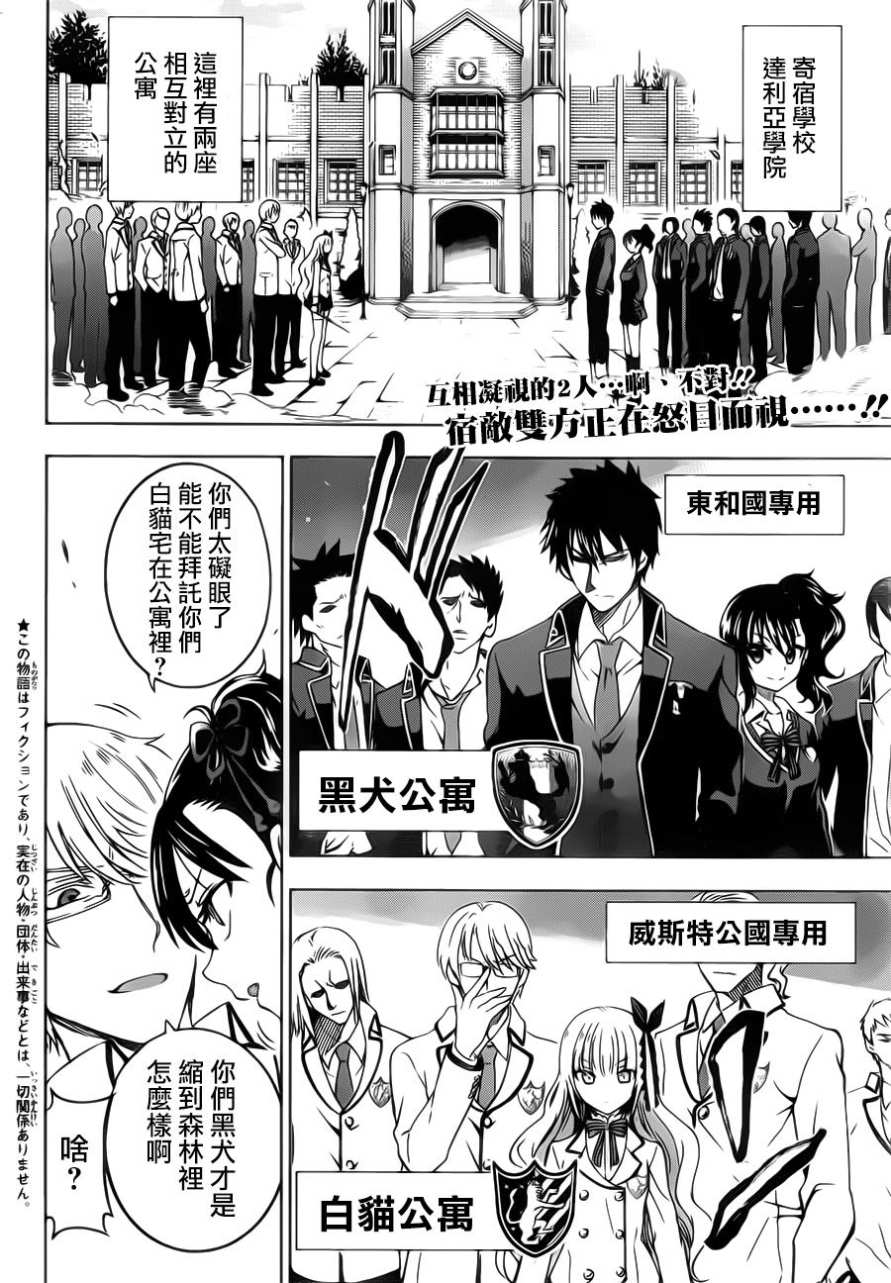 寄宿學校
達利亞學院
這裡有兩座
相互對立的
公寓
互相凝視的2人…啊、不對!!
宿敵雙方正在怒目而視……!!
東和國專用
黑犬公寓
你們太礙眼了
能不能拜託你們
白貓宅在公寓裡?
威斯特公國專用
白貓公寓
你們黑犬才是
縮到森林裡
怎麼樣啊
啥?
★この物語はフィクションであり、実在の人物・団体・出来事などとは、一切関係ありません。